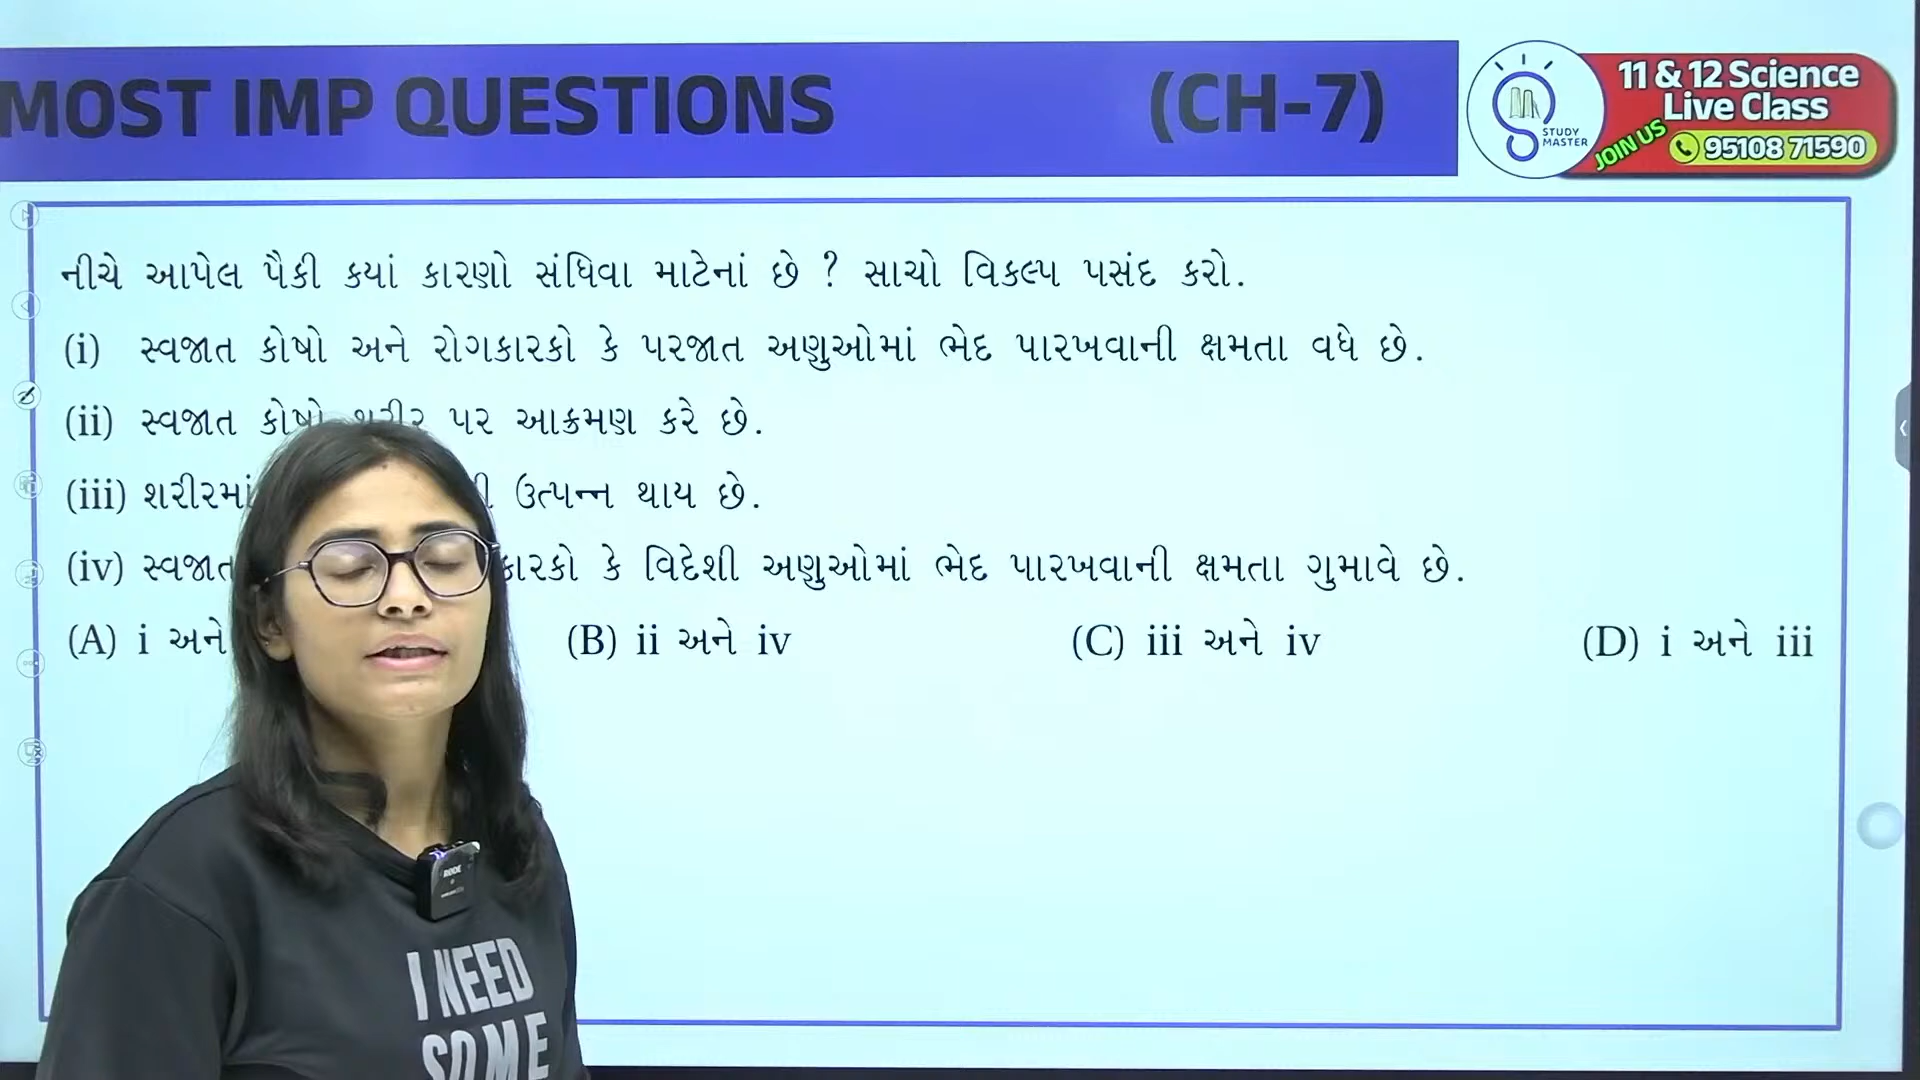 MOST IMP QUESTIONS (CH-7)
STUDY MASTER
11 & 12 Science
Live Class
JOIN US 95108 71590
નીચે આપેલ પૈકી કયાં કારણો સંધિવા માટેનાં છે ? સાચો વિકલ્પ પસંદ કરો.
(i) સ્વજાત કોષો અને રોગકારકો કે પરજાત અણુઓમાં ભેદ પારખવાની ક્ષમતા વધે છે.
(ii) સ્વજાત કોષો શરીર પર આક્રમણ કરે છે.
(iii) શરીરમાં ઉત્પન્ન થાય છે.
(iv) સ્વજાત કે વિદેશી અણુઓમાં ભેદ પારખવાની ક્ષમતા ગુમાવે છે.
(A) i અને (B) ii અને iv (C) iii અને iv (D) i અને iii
RODE
I NEED
SOME